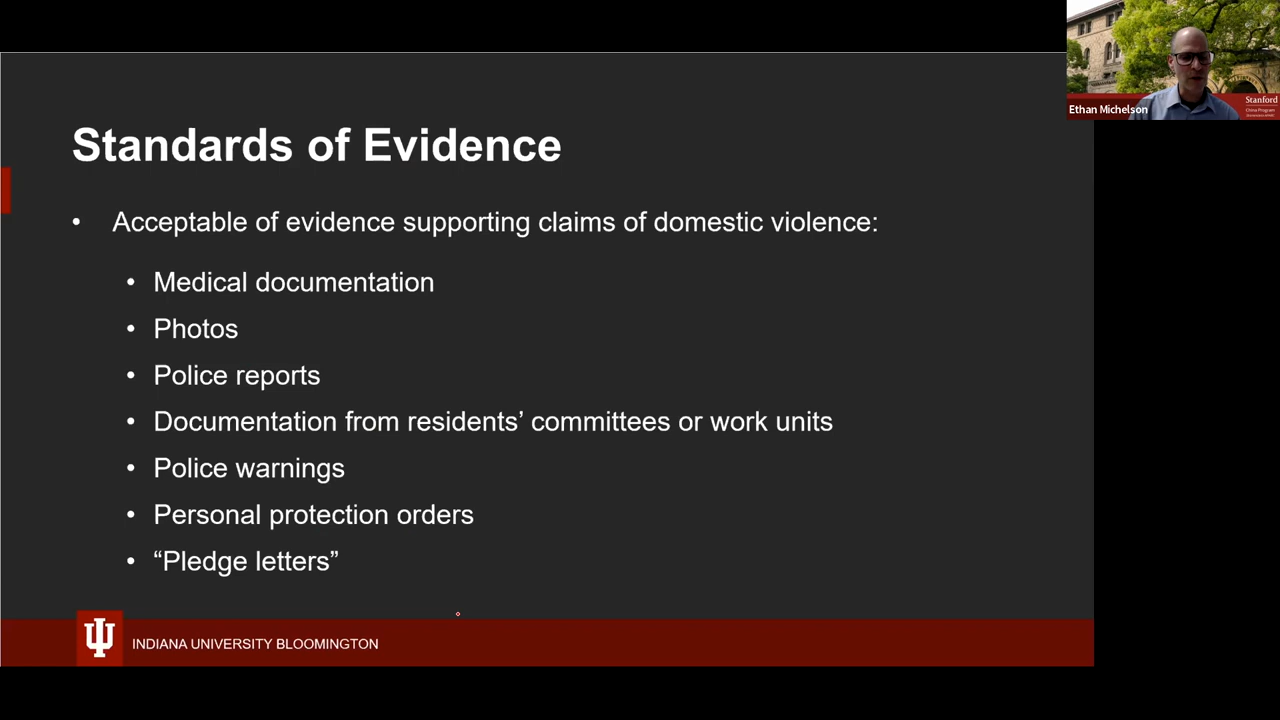 Ethan Michelson
Stanford
China Program
Standards of Evidence
• Acceptable of evidence supporting claims of domestic violence:
• Medical documentation
• Photos
• Police reports
• Documentation from residents’ committees or work units
• Police warnings
• Personal protection orders
• “Pledge letters”
INDIANA UNIVERSITY BLOOMINGTON